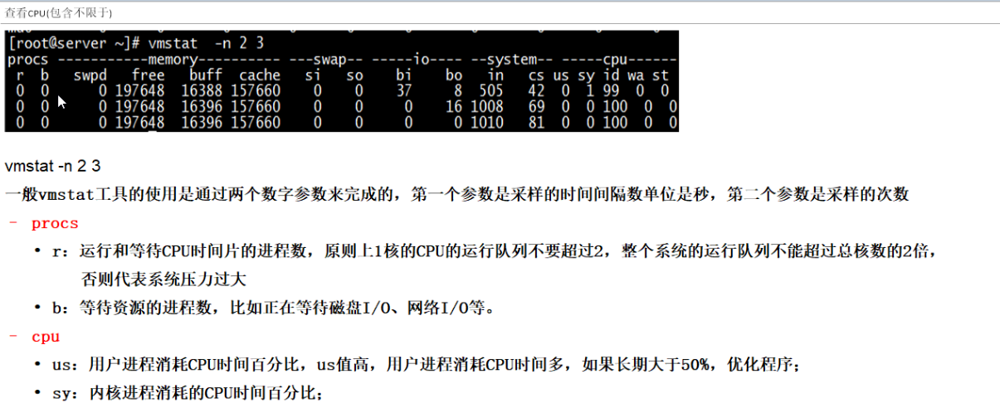 查看CPU(包含不限于)
[root@server ~]# vmstat  -n 2 3
procs -----------memory---------- ---swap-- -----io---- --system-- -----cpu------
 r  b   swpd   free   buff  cache   si   so    bi    bo   in   cs us sy id wa st
 0  0      0 197648  16388 157660    0    0    37     8  505   42  0  1 99  0  0
 0  0      0 197648  16396 157660    0    0     0    16 1008   69  0  0 100  0  0
 0  0      0 197648  16396 157660    0    0     0     0 1010   81  0  0 100  0  0
vmstat -n 2 3
一般vmstat工具的使用是通过两个数字参数来完成的，第一个参数是采样的时间间隔数单位是秒，第二个参数是采样的次数
- procs
• r：运行和等待CPU时间片的进程数，原则上1核的CPU的运行队列不要超过2，整个系统的运行队列不能超过总核数的2倍，
否则代表系统压力过大
• b：等待资源的进程数，比如正在等待磁盘I/O、网络I/O等。
- cpu
• us：用户进程消耗CPU时间百分比，us值高，用户进程消耗CPU时间多，如果长期大于50%，优化程序；
• sy：内核进程消耗的CPU时间百分比；